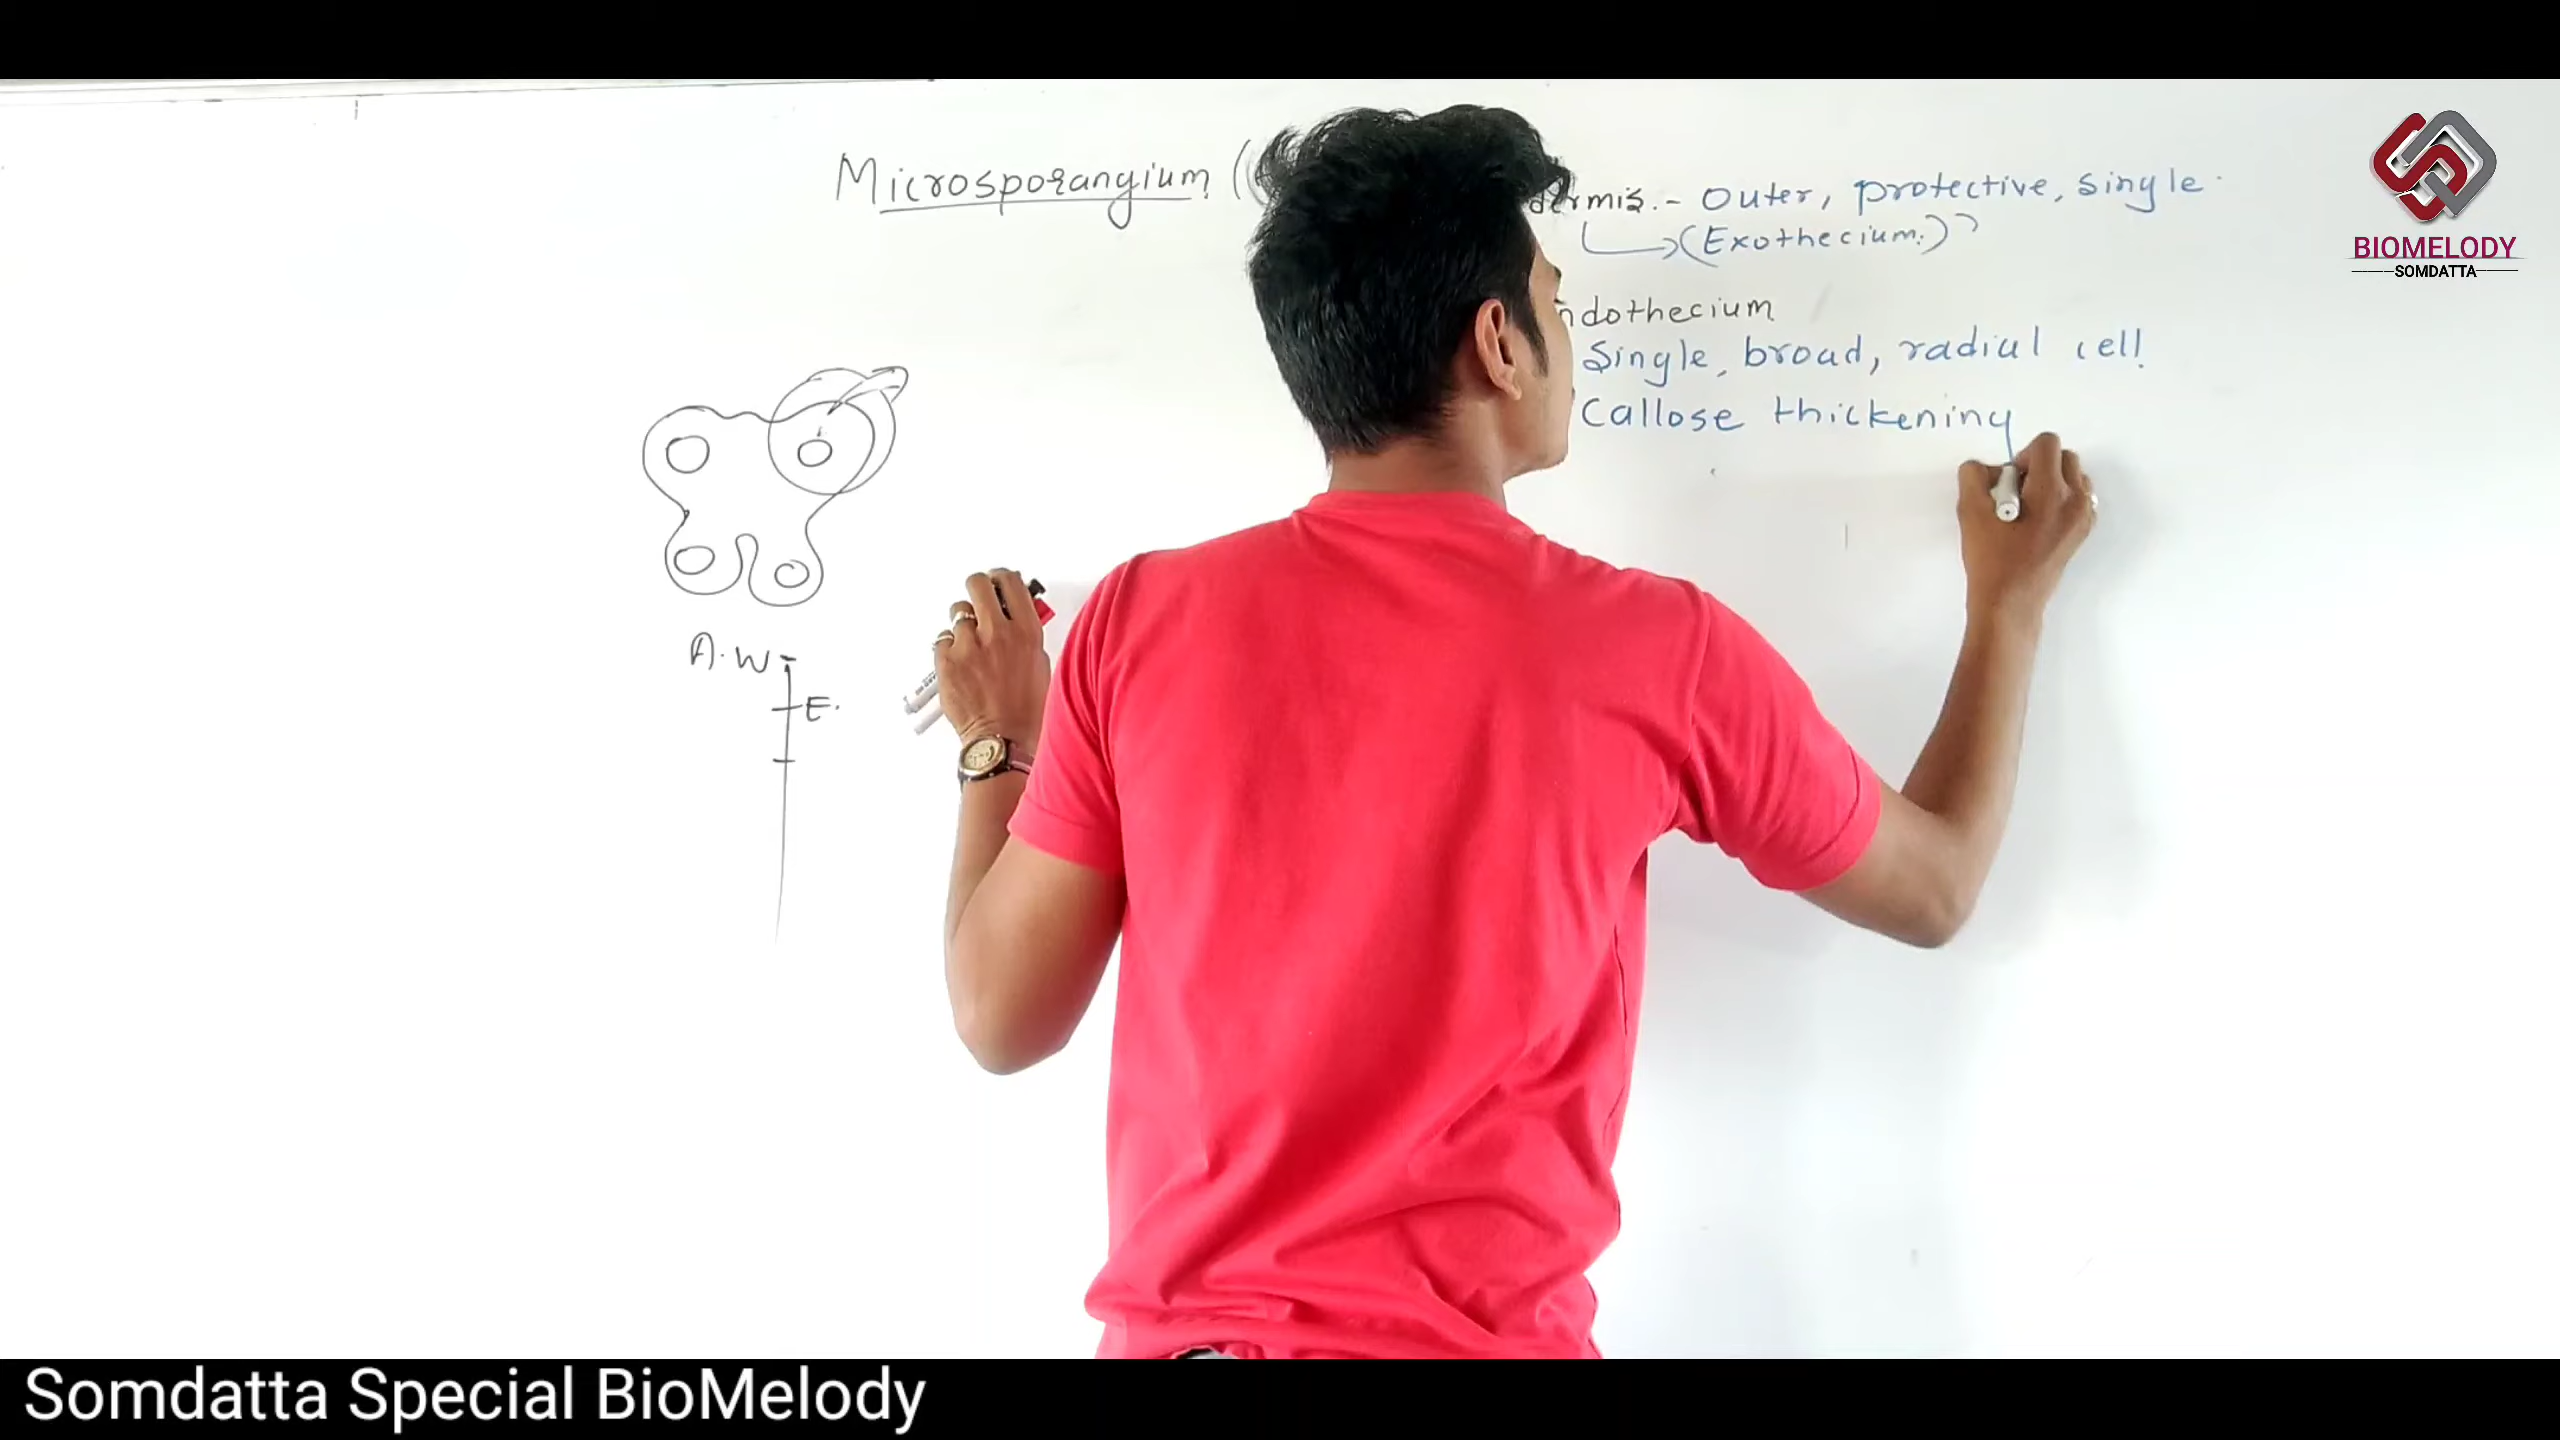 Microsporangium (
dermis.- Outer, protective, single.
(Exothecium.)
ndothecium
Single, broad, radial cell
Callose thickening
A.W
E.
BIOMELODY
SOMDATTA
Somdatta Special BioMelody